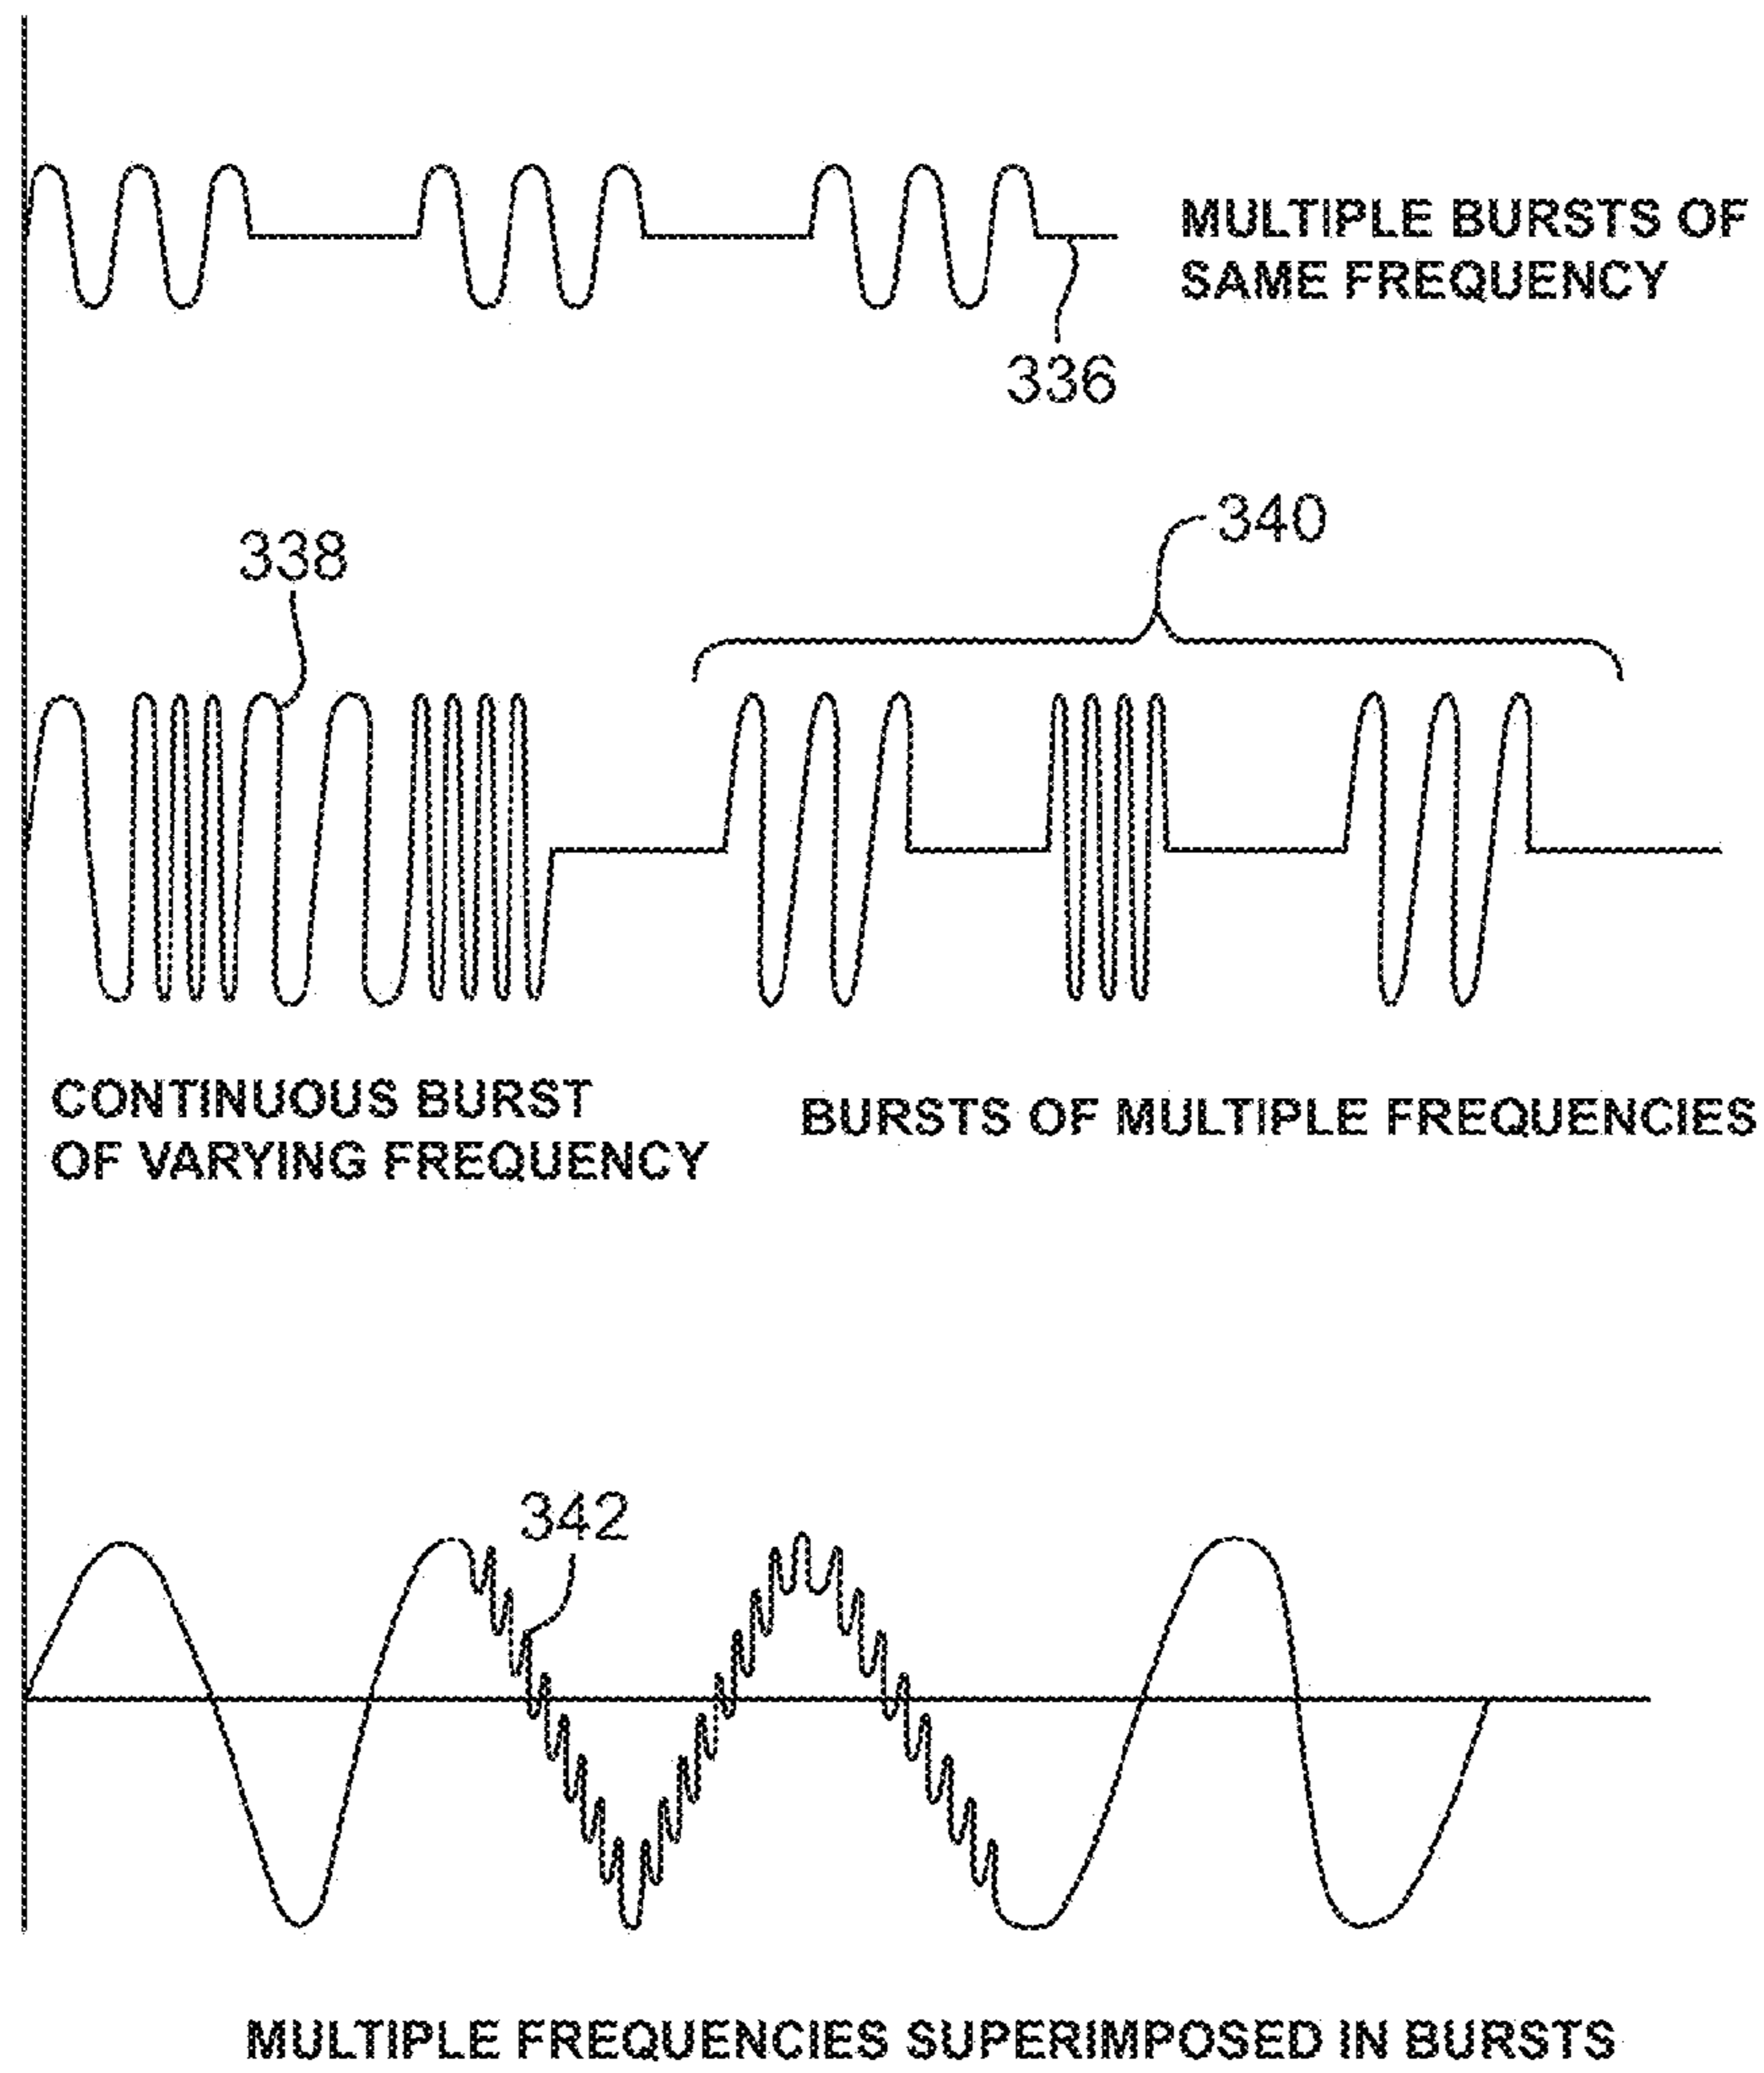 MULTIPLE BURSTS OF
SAME FREQUENCY
336
340
338
CONTINUOUS BURST
OF VARYING FREQUENCY
BURSTS OF MULTIPLE FREQUENCIES
342
MULTIPLE FREQUENCIES SUPERIMPOSED IN BURSTS